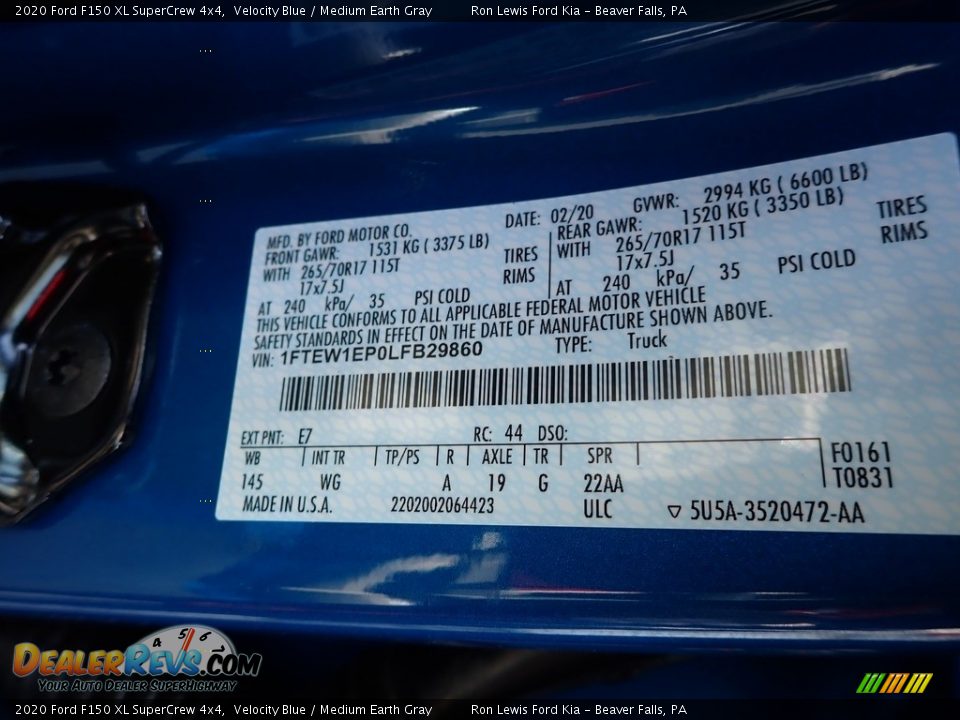 2020 Ford F150 XL SuperCrew 4x4, Velocity Blue / Medium Earth Gray Ron Lewis Ford Kia - Beaver Falls, PA
MFD. BY FORD MOTOR CO. DATE: 02/20 GVWR: 2994 KG ( 6600 LB)
FRONT GAWR: 1531 KG ( 3375 LB) REAR GAWR: 1520 KG ( 3350 LB)
WITH 265/70R17 115T TIRES WITH 265/70R17 115T TIRES
17x7.5J RIMS 17x7.5J RIMS
AT 240 kPa/ 35 PSI COLD AT 240 kPa/ 35 PSI COLD
THIS VEHICLE CONFORMS TO ALL APPLICABLE FEDERAL MOTOR VEHICLE
SAFETY STANDARDS IN EFFECT ON THE DATE OF MANUFACTURE SHOWN ABOVE.
VIN: 1FTEW1EP0LFB29860 TYPE: Truck
EXT PNT: E7 RC: 44 DSO:
WB INT TR TP/PS R AXLE TR SPR F0161
145 WG A 19 G 22AA T0831
MADE IN U.S.A. 2202002064423 ULC ▽ 5U5A-3520472-AA
4 5 6
DEALERREVS.COM
YOUR AUTO DEALER SUPERHIGHWAY
2020 Ford F150 XL SuperCrew 4x4, Velocity Blue / Medium Earth Gray Ron Lewis Ford Kia - Beaver Falls, PA